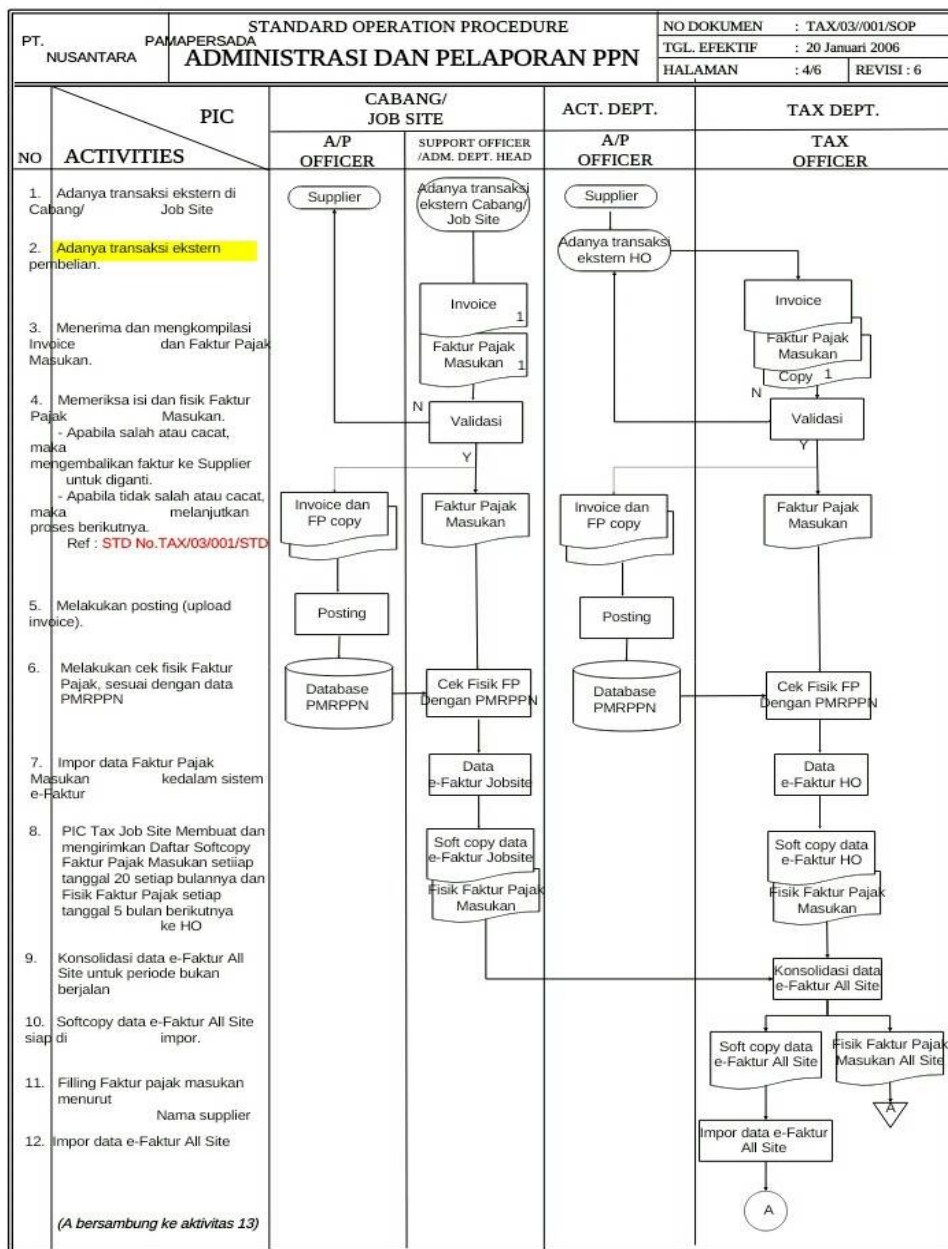 PT. PAMAPERSADA
NUSANTARA
STANDARD OPERATION PROCEDURE
ADMINISTRASI DAN PELAPORAN PPN
NO DOKUMEN : TAX/03//001/SOP
TGL. EFEKTIF : 20 Januari 2006
HALAMAN : 4/6 REVISI : 6
PIC
NO ACTIVITIES
CABANG/
JOB SITE
ACT. DEPT.
TAX DEPT.
A/P
OFFICER
SUPPORT OFFICER
/ADM. DEPT. HEAD
A/P
OFFICER
TAX
OFFICER
1. Adanya transaksi ekstern di
Cabang/ Job Site
2. Adanya transaksi ekstern
pembelian.
3. Menerima dan mengkompilasi
Invoice dan Faktur Pajak
Masukan.
4. Memeriksa isi dan fisik Faktur
Pajak Masukan.
- Apabila salah atau cacat,
maka
mengembalikan faktur ke Supplier
untuk diganti.
- Apabila tidak salah atau cacat,
maka melanjutkan
proses berikutnya.
Ref : STD No.TAX/03/001/STD
5. Melakukan posting (upload
invoice).
6. Melakukan cek fisik Faktur
Pajak, sesuai dengan data
PMRPPN
7. Impor data Faktur Pajak
Masukan kedalam sistem
e-Faktur
8. PIC Tax Job Site Membuat dan
mengirimkan Daftar Softcopy
Faktur Pajak Masukan setiiap
tanggal 20 setiap bulannya dan
Fisik Faktur Pajak setiap
tanggal 5 bulan berikutnya
ke HO
9. Konsolidasi data e-Faktur All
Site untuk periode bukan
berjalan
10. Softcopy data e-Faktur All Site
siap di impor.
11. Filling Faktur pajak masukan
menurut
Nama supplier
12. Impor data e-Faktur All Site
(A bersambung ke aktivitas 13)
Supplier
Invoice dan
FP copy
Posting
Database
PMRPPN
Adanya transaksi
ekstern Cabang/
Job Site
Invoice
1
Faktur Pajak
Masukan 1
N
Validasi
Y
Faktur Pajak
Masukan
Cek Fisik FP
Dengan PMRPPN
Data
e-Faktur Jobsite
Soft copy data
e-Faktur Jobsite
Fisik Faktur Pajak
Masukan
Supplier
Adanya transaksi
ekstern HO
Invoice dan
FP copy
Posting
Database
PMRPPN
Invoice
Faktur Pajak
Masukan
Copy 1
N
Validasi
Y
Faktur Pajak
Masukan
Cek Fisik FP
Dengan PMRPPN
Data
e-Faktur HO
Soft copy data
e-Faktur HO
Fisik Faktur Pajak
Masukan
Konsolidasi data
e-Faktur All Site
Soft copy data
e-Faktur All Site
Fisik Faktur Pajak
Masukan All Site
A
Impor data e-Faktur
All Site
A